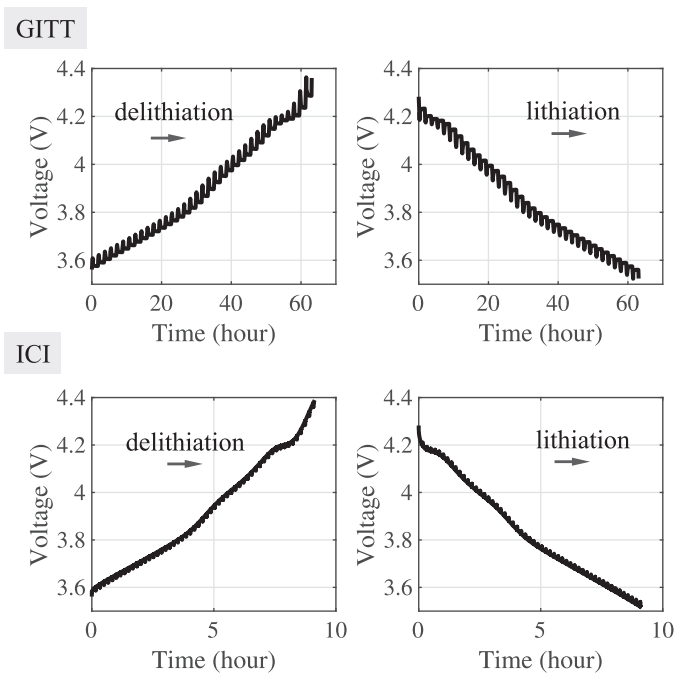 GITT
4.4
4.2
4
3.8
3.6
Voltage (V)
delithiation
0
20
40
60
Time (hour)
4.4
4.2
4
3.8
3.6
Voltage (V)
lithiation
0
20
40
60
Time (hour)
ICI
4.4
4.2
4
3.8
3.6
Voltage (V)
delithiation
0
5
10
Time (hour)
4.4
4.2
4
3.8
3.6
Voltage (V)
lithiation
0
5
10
Time (hour)